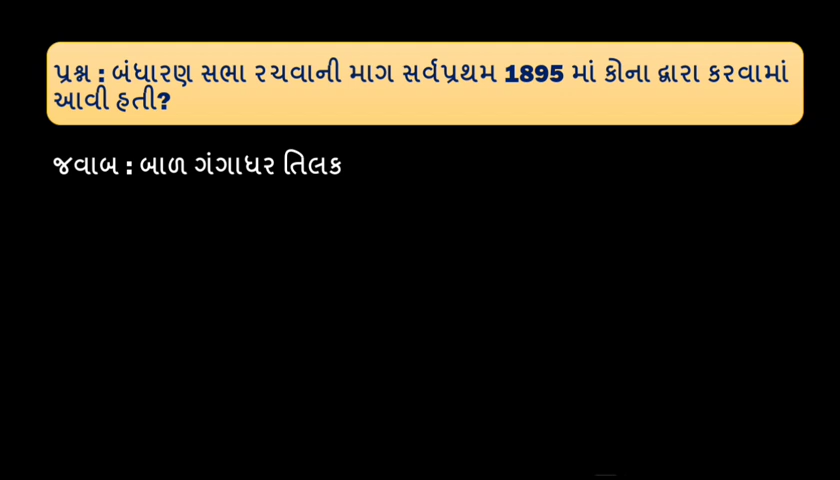 પ્રશ્ન : બંધારણ સભા રચવાની માગ સર્વપ્રથમ 1895 માં કોના દ્વારા કરવામાં
આવી હતી?
જવાબ : બાળ ગંગાધર તિલક